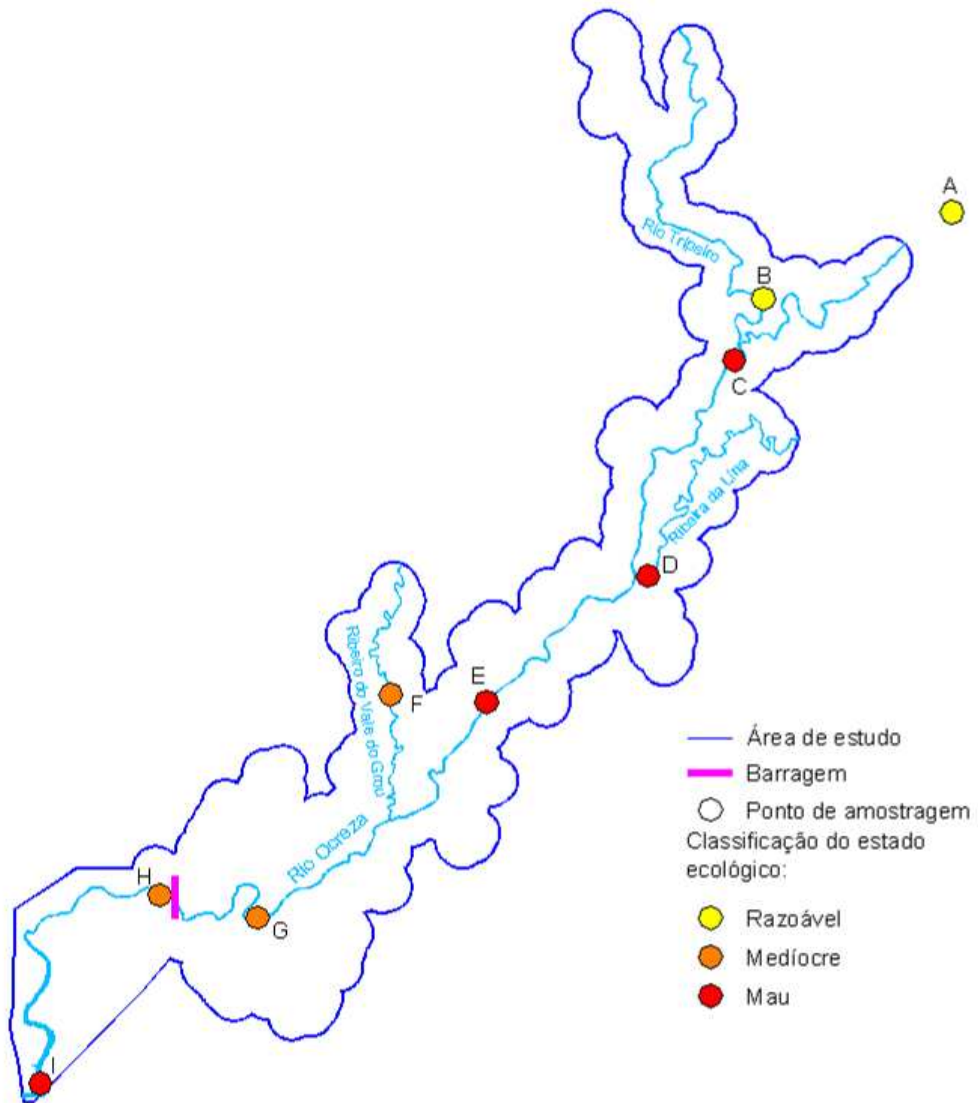 A
Rio Tripeiro
B
C
Ribeira da Líria
D
E
Ribeiro do Vale do Grou
F
Rio Ocreza
H
G
I
Área de estudo
Barragem
Ponto de amostragem
Classificação do estado
ecológico:
Razoável
Medíocre
Mau